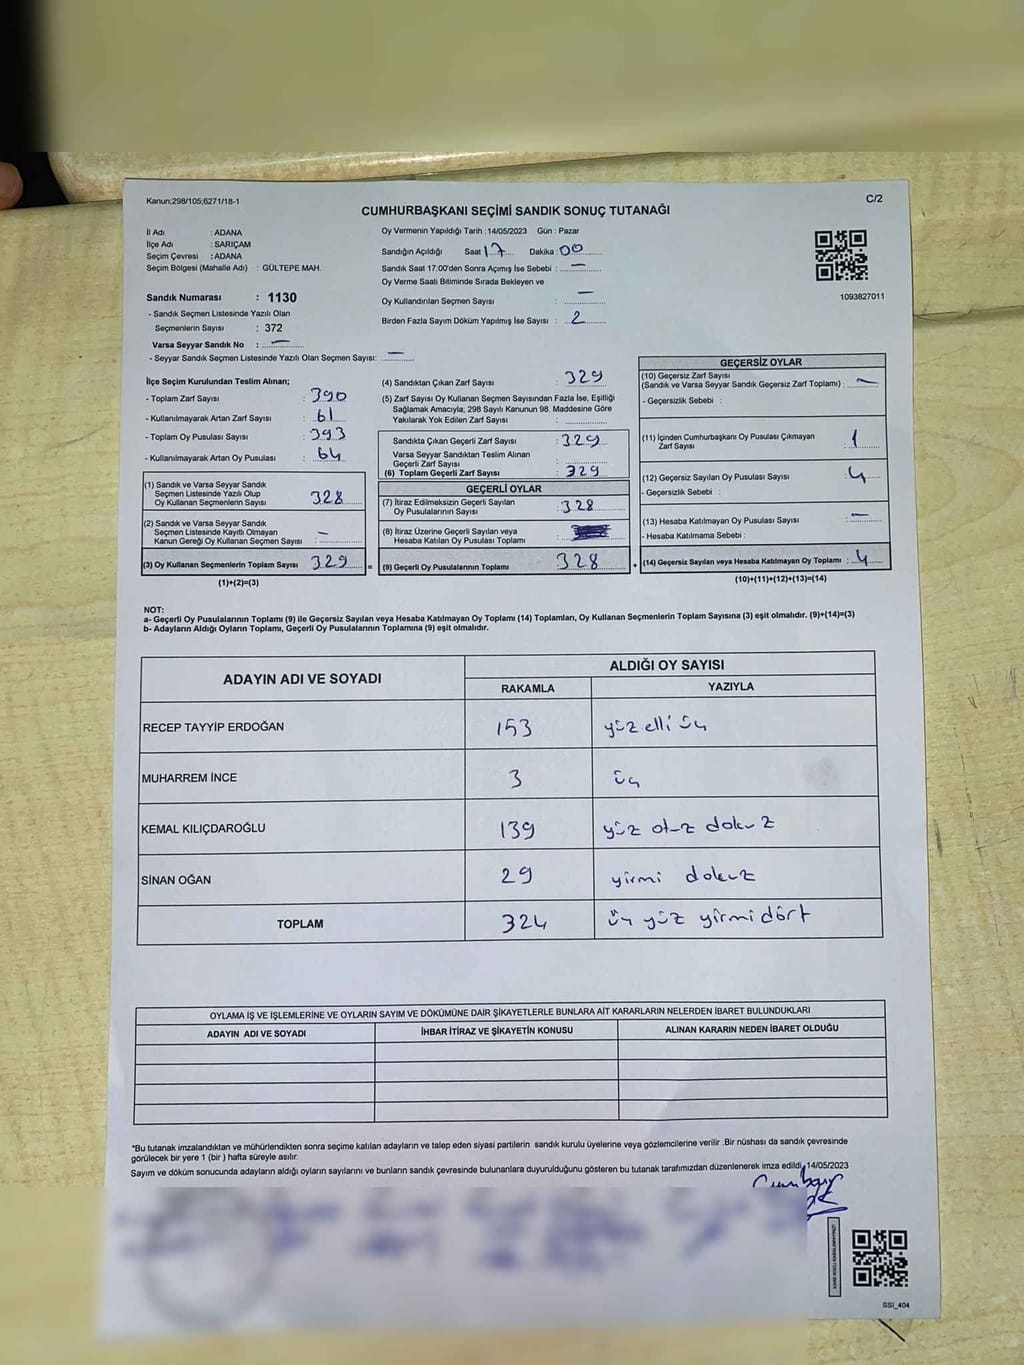 Kanun;298/105;6271/18-1
C/2
CUMHURBAŞKANI SEÇİMİ SANDIK SONUÇ TUTANAĞI
İl Adı : ADANA
İlçe Adı : SARIÇAM
Seçim Çevresi : ADANA
Seçim Bölgesi (Mahalle Adı) : GÜLTEPE MAH.
Sandık Numarası : 1130
- Sandık Seçmen Listesinde Yazılı Olan
Seçmenlerin Sayısı : 372
Varsa Seyyar Sandık No : —
- Seyyar Sandık Seçmen Listesinde Yazılı Olan Seçmen Sayısı: —
Oy Vermenin Yapıldığı Tarih :14/05/2023 Gün : Pazar
Sandığın Açıldığı Saat 17 Dakika : 00
Sandık Saat 17:00'den Sonra Açımış İse Sebebi : —
Oy Verme Saati Bitiminde Sırada Bekleyen ve
Oy Kullandırılan Seçmen Sayısı : —
Birden Fazla Sayım Döküm Yapılmış İse Sayısı : 2
1093827011
İlçe Seçim Kurulundan Teslim Alınan;
- Toplam Zarf Sayısı : 390
- Kullanılmayarak Artan Zarf Sayısı : 61
- Toplam Oy Pusulası Sayısı : 393
- Kullanılmayarak Artan Oy Pusulası : 64
(1) Sandık ve Varsa Seyyar Sandık
Seçmen Listesinde Yazılı Olup
Oy Kullanan Seçmenlerin Sayısı 328
(2) Sandık ve Varsa Seyyar Sandık
Seçmen Listesinde Kayıtlı Olmayan
Kanun Gereği Oy Kullanan Seçmen Sayısı —
(3) Oy Kullanan Seçmenlerin Toplam Sayısı 329
(1)+(2)=(3)
(4) Sandıktan Çıkan Zarf Sayısı : 329
(5) Zarf Sayısı Oy Kullanan Seçmen Sayısından Fazla İse, Eşitliği
Sağlamak Amacıyla; 298 Sayılı Kanunun 98. Maddesine Göre
Yakılarak Yok Edilen Zarf Sayısı :
Sandıkta Çıkan Geçerli Zarf Sayısı : 329
Varsa Seyyar Sandıktan Teslim Alınan
Geçerli Zarf Sayısı :
(6) Toplam Geçerli Zarf Sayısı : 329
GEÇERLİ OYLAR
(7) İtiraz Edilmeksizin Geçerli Sayılan
Oy Pusulalarının Sayısı : 328
(8) İtiraz Üzerine Geçerli Sayılan veya
Hesaba Katılan Oy Pusulası Toplamı :
= (9) Geçerli Oy Pusulalarının Toplamı 328
GEÇERSİZ OYLAR
(10) Geçersiz Zarf Sayısı
(Sandık ve Varsa Seyyar Sandık Geçersiz Zarf Toplamı) : —
- Geçersizlik Sebebi :
(11) İçinden Cumhurbaşkanı Oy Pusulası Çıkmayan
Zarf Sayısı : 1
(12) Geçersiz Sayılan Oy Pusulası Sayısı : 4
- Geçersizlik Sebebi :
(13) Hesaba Katılmayan Oy Pusulası Sayısı : —
- Hesaba Katılmama Sebebi :
+ (14) Geçersiz Sayılan veya Hesaba Katılmayan Oy Toplamı : 4
(10)+(11)+(12)+(13)=(14)
NOT:
a- Geçerli Oy Pusulalarının Toplamı (9) ile Geçersiz Sayılan veya Hesaba Katılmayan Oy Toplamı (14) Toplamları, Oy Kullanan Seçmenlerin Toplam Sayısına (3) eşit olmalıdır. (9)+(14)=(3)
b- Adayların Aldığı Oyların Toplamı, Geçerli Oy Pusulalarının Toplamına (9) eşit olmalıdır.
ADAYIN ADI VE SOYADI
ALDIĞI OY SAYISI
RAKAMLA YAZIYLA
RECEP TAYYİP ERDOĞAN 153 yüz elli üç
MUHARREM İNCE 3 üç
KEMAL KILIÇDAROĞLU 139 yüz otuz dokuz
SİNAN OĞAN 29 yirmi dokuz
TOPLAM 324 üç yüz yirmi dört
OYLAMA İŞ VE İŞLEMLERİNE VE OYLARIN SAYIM VE DÖKÜMÜNE DAİR ŞİKAYETLERLE BUNLARA AİT KARARLARIN NELERDEN İBARET BULUNDUKLARI
ADAYIN ADI VE SOYADI İHBAR İTİRAZ VE ŞİKAYETİN KONUSU ALINAN KARARIN NEDEN İBARET OLDUĞU
*Bu tutanak imzalandıktan ve mühürlendikten sonra seçime katılan adayların ve talep eden siyasi partilerin sandık kurulu üyelerine veya gözlemcilerine verilir .Bir nüshası da sandık çevresinde
görülecek bir yere 1 (bir ) hafta süreyle asılır.
Sayım ve döküm sonucunda adayların aldığı oyların sayılarını ve bunların sandık çevresinde bulunanlara duyurulduğunu gösteren bu tutanak tarafımızdan düzenlenerek imza edildi. 14/05/2023
SSI_404